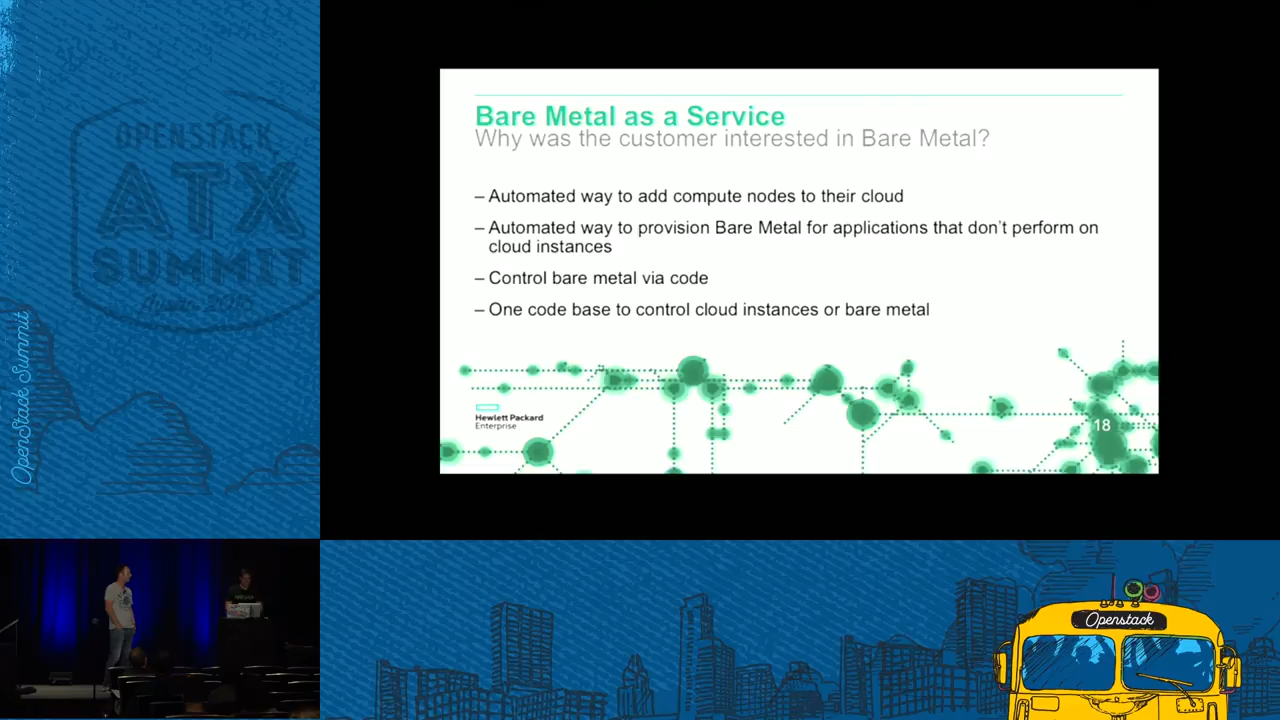 OPENSTACK
ATX
SUMMIT
OpenStack Summit
Bare Metal as a Service
Why was the customer interested in Bare Metal?
– Automated way to add compute nodes to their cloud
– Automated way to provision Bare Metal for applications that don't perform on
cloud instances
– Control bare metal via code
– One code base to control cloud instances or bare metal
Hewlett Packard
Enterprise
18
Openstack